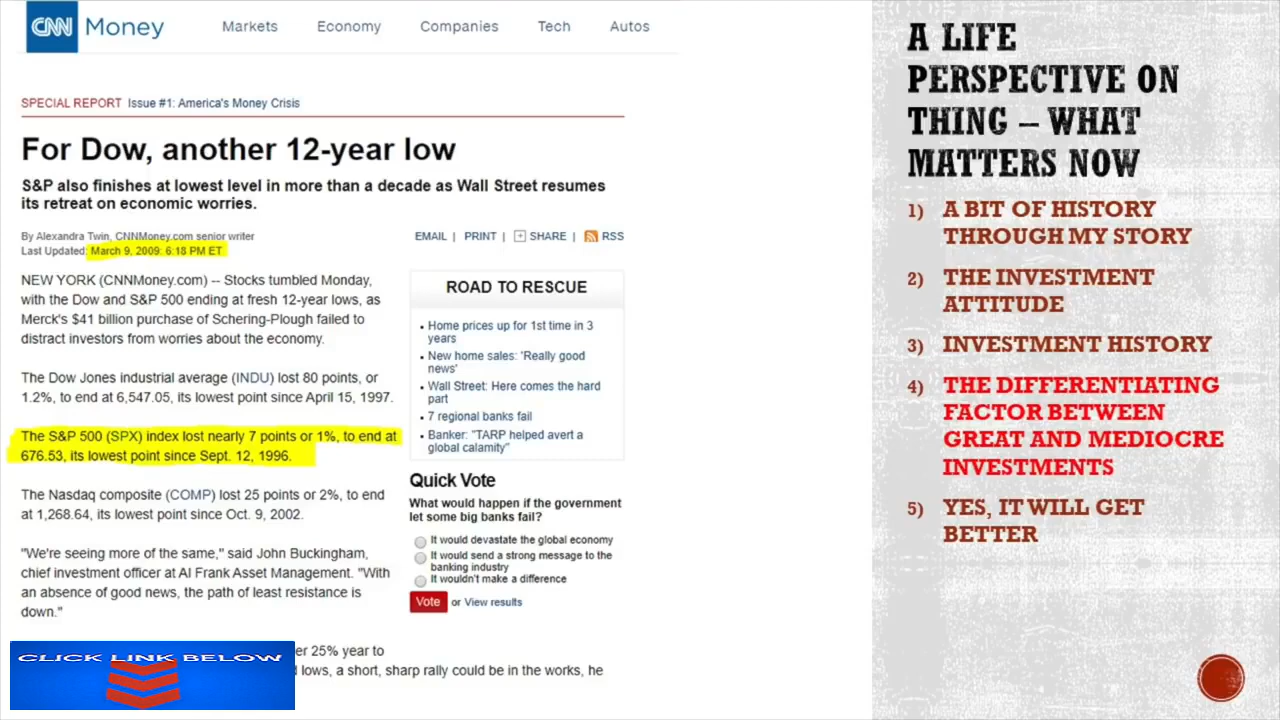 CNN Money
Markets Economy Companies Tech Autos
SPECIAL REPORT Issue #1: America's Money Crisis
For Dow, another 12-year low
S&P also finishes at lowest level in more than a decade as Wall Street resumes
its retreat on economic worries.
By Alexandra Twin, CNNMoney.com senior writer
Last Updated: March 9, 2009: 6:18 PM ET
EMAIL | PRINT | SHARE | RSS
NEW YORK (CNNMoney.com) -- Stocks tumbled Monday,
with the Dow and S&P 500 ending at fresh 12-year lows, as
Merck's $41 billion purchase of Schering-Plough failed to
distract investors from worries about the economy.
The Dow Jones industrial average (INDU) lost 80 points, or
1.2%, to end at 6,547.05, its lowest point since April 15, 1997.
The S&P 500 (SPX) index lost nearly 7 points or 1%, to end at
676.53, its lowest point since Sept. 12, 1996.
The Nasdaq composite (COMP) lost 25 points or 2%, to end
at 1,268.64, its lowest point since Oct. 9, 2002.
"We're seeing more of the same," said John Buckingham,
chief investment officer at Al Frank Asset Management. "With
an absence of good news, the path of least resistance is
down."
er 25% year to
lows, a short, sharp rally could be in the works, he
ROAD TO RESCUE
• Home prices up for 1st time in 3
years
• New home sales: 'Really good
news'
• Wall Street: Here comes the hard
part
• 7 regional banks fail
• Banker: "TARP helped avert a
global calamity"
Quick Vote
What would happen if the government
let some big banks fail?
It would devastate the global economy
It would send a strong message to the
banking industry
It wouldn't make a difference
Vote or View results
CLICK LINK BELOW
A LIFE
PERSPECTIVE ON
THING – WHAT
MATTERS NOW
1) A BIT OF HISTORY
THROUGH MY STORY
2) THE INVESTMENT
ATTITUDE
3) INVESTMENT HISTORY
4) THE DIFFERENTIATING
FACTOR BETWEEN
GREAT AND MEDIOCRE
INVESTMENTS
5) YES, IT WILL GET
BETTER